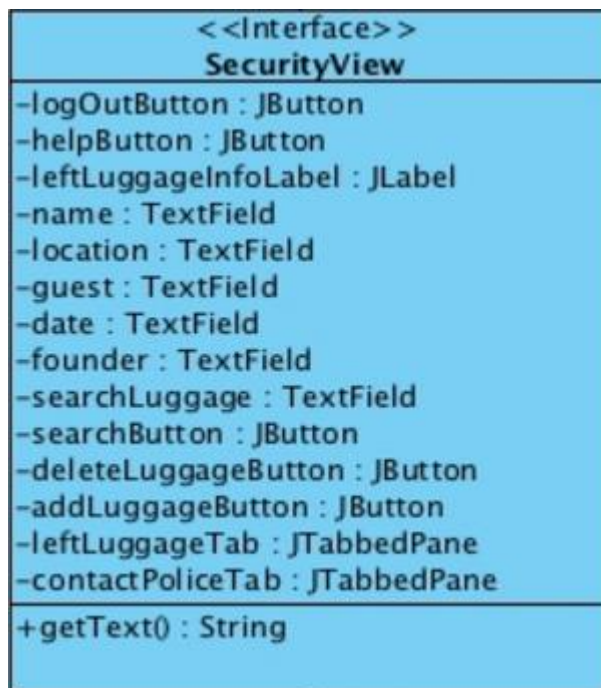 <<Interface>>
SecurityView
-logOutButton : JButton
-helpButton : JButton
-leftLuggageInfoLabel : JLabel
-name : TextField
-location : TextField
-guest : TextField
-date : TextField
-founder : TextField
-searchLuggage : TextField
-searchButton : JButton
-deleteLuggageButton : JButton
-addLuggageButton : JButton
-leftLuggageTab : JTabbedPane
-contactPoliceTab : JTabbedPane
+getText() : String